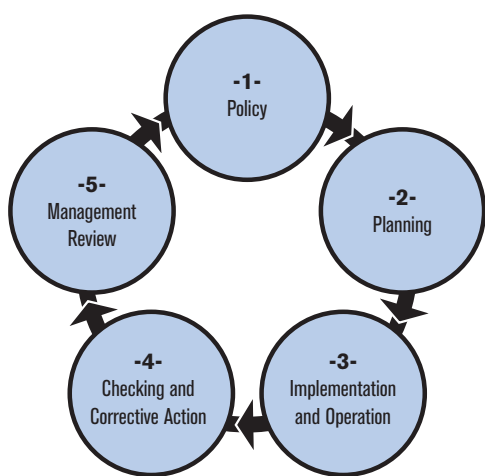 -1-
Policy
-2-
Planning
-3-
Implementation
and Operation
-4-
Checking and
Corrective Action
-5-
Management
Review